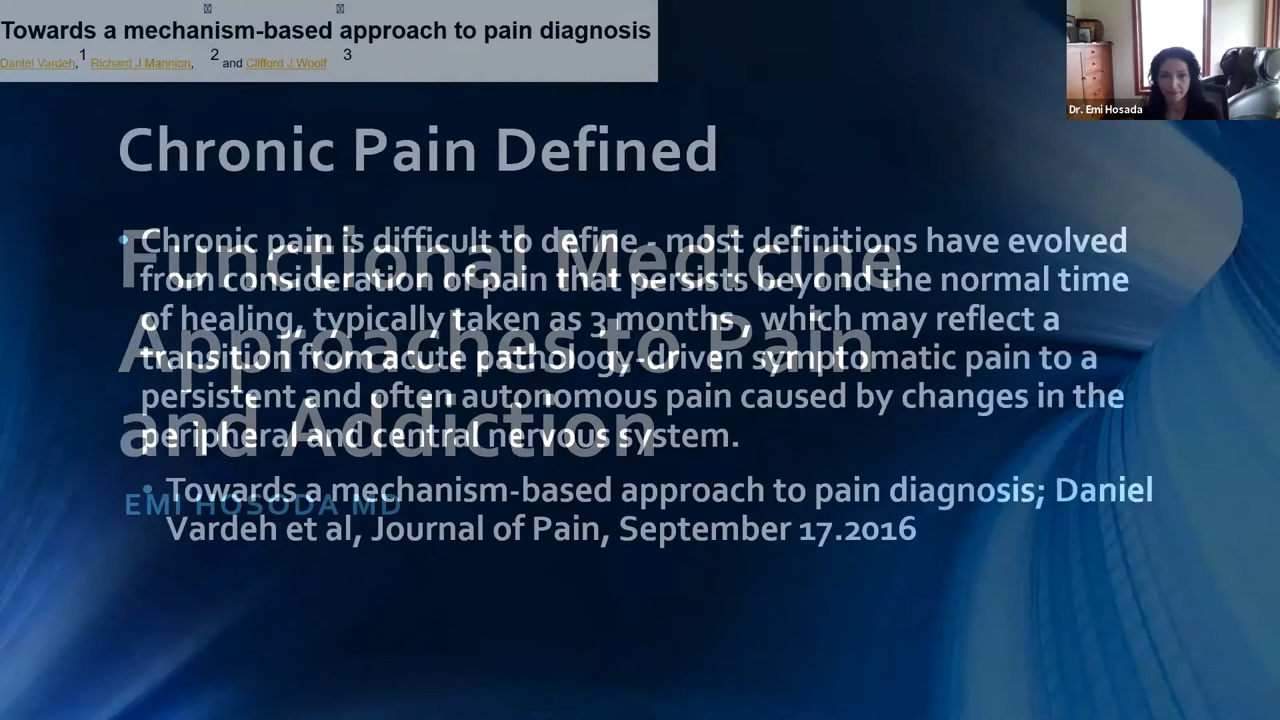 Towards a mechanism-based approach to pain diagnosis
Daniel Vardeh,1 Richard J Mannion, 2 and Clifford J Woolf 3
Dr. Emi Hosada
Chronic Pain Defined
• Chronic pain is difficult to define - most definitions have evolved
from consideration of pain that persists beyond the normal time
of healing, typically taken as 3 months, which may reflect a
transition from acute pathology-driven symptomatic pain to a
persistent and often autonomous pain caused by changes in the
peripheral and central nervous system.
• Towards a mechanism-based approach to pain diagnosis; Daniel
Vardeh et al, Journal of Pain, September 17.2016
Functional Medicine
Approaches to Pain
and Addiction
EMI HOSODA MD